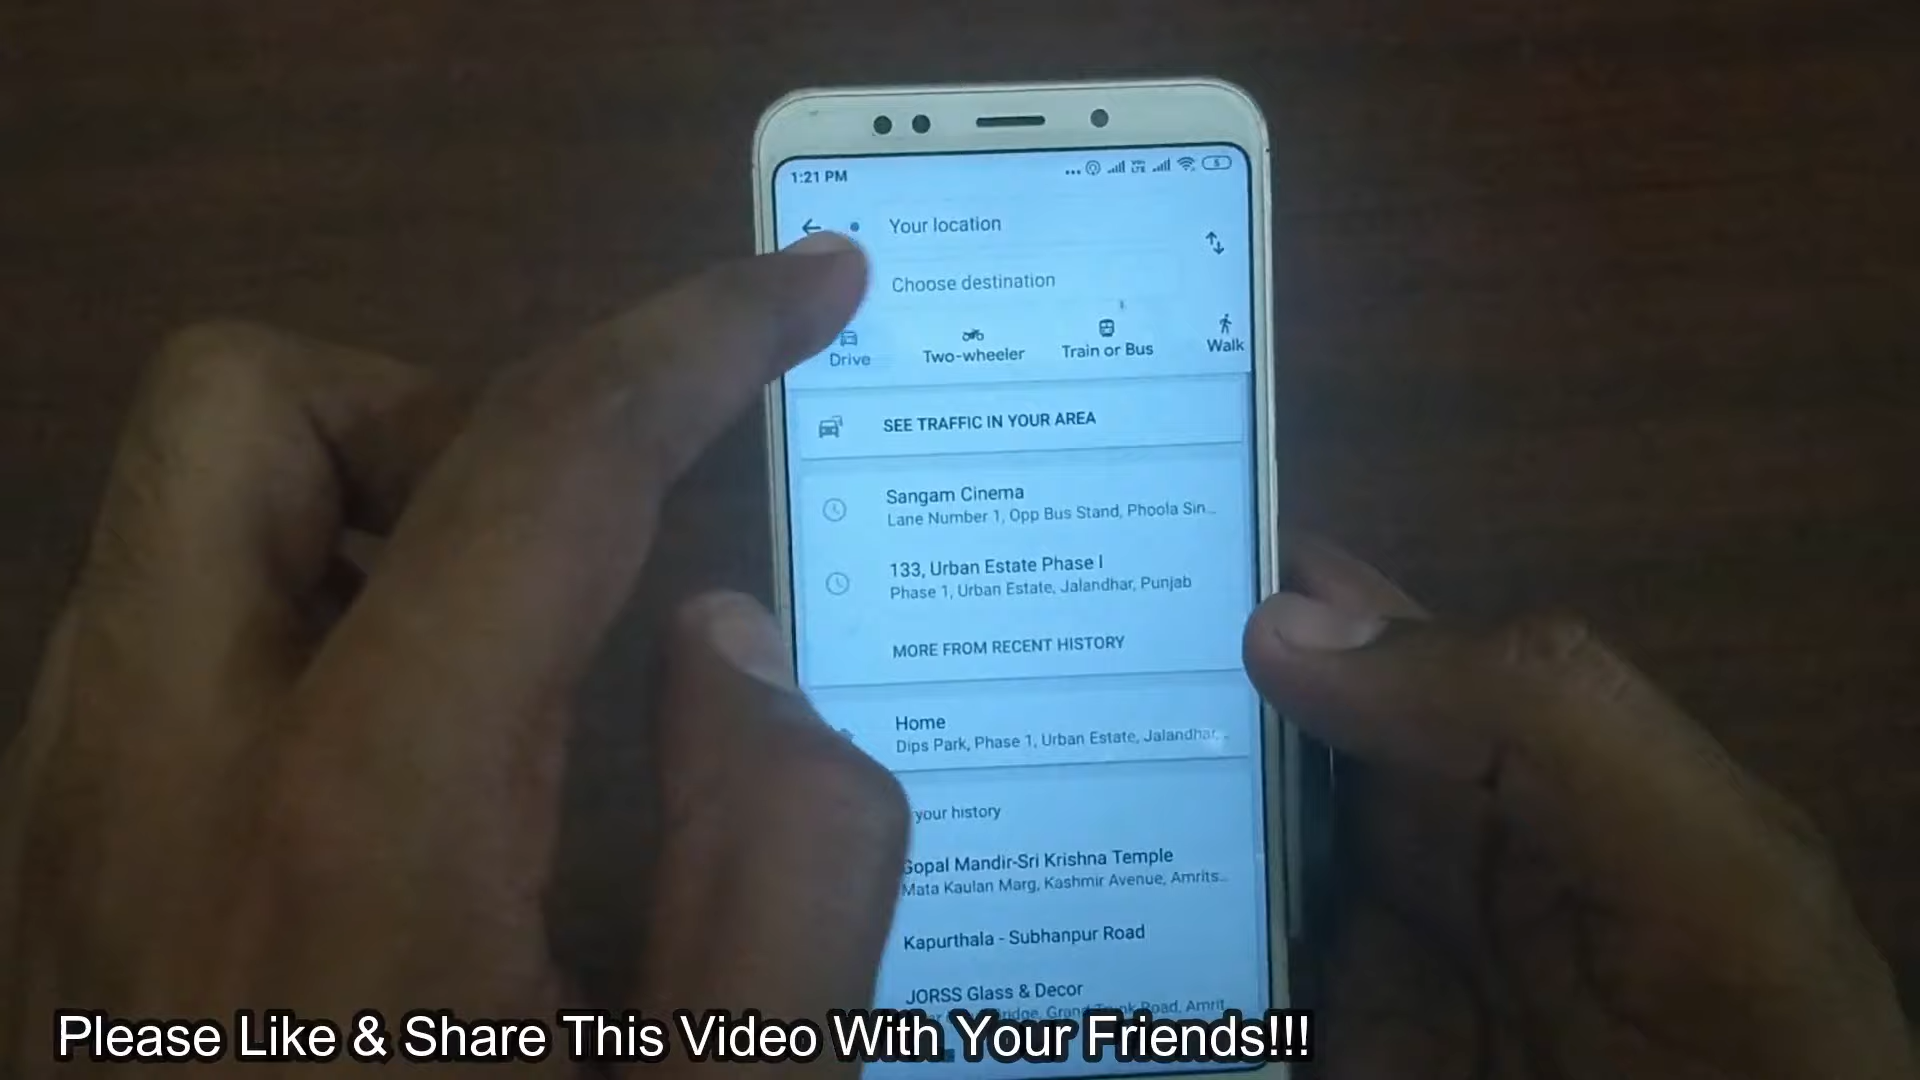 1:21 PM
Your location
Choose destination
Drive
Two-wheeler
Train or Bus
Walk
SEE TRAFFIC IN YOUR AREA
Sangam Cinema
Lane Number 1, Opp Bus Stand, Phoola Sin...
133, Urban Estate Phase I
Phase 1, Urban Estate, Jalandhar, Punjab
MORE FROM RECENT HISTORY
Home
Dips Park, Phase 1, Urban Estate, Jalandhar, ..
your history
Gopal Mandir-Sri Krishna Temple
Mata Kaulan Marg, Kashmir Avenue, Amrits...
Kapurthala - Subhanpur Road
JORSS Glass & Decor
Road, Amrit...
Please Like & Share This Video With Your Friends!!!